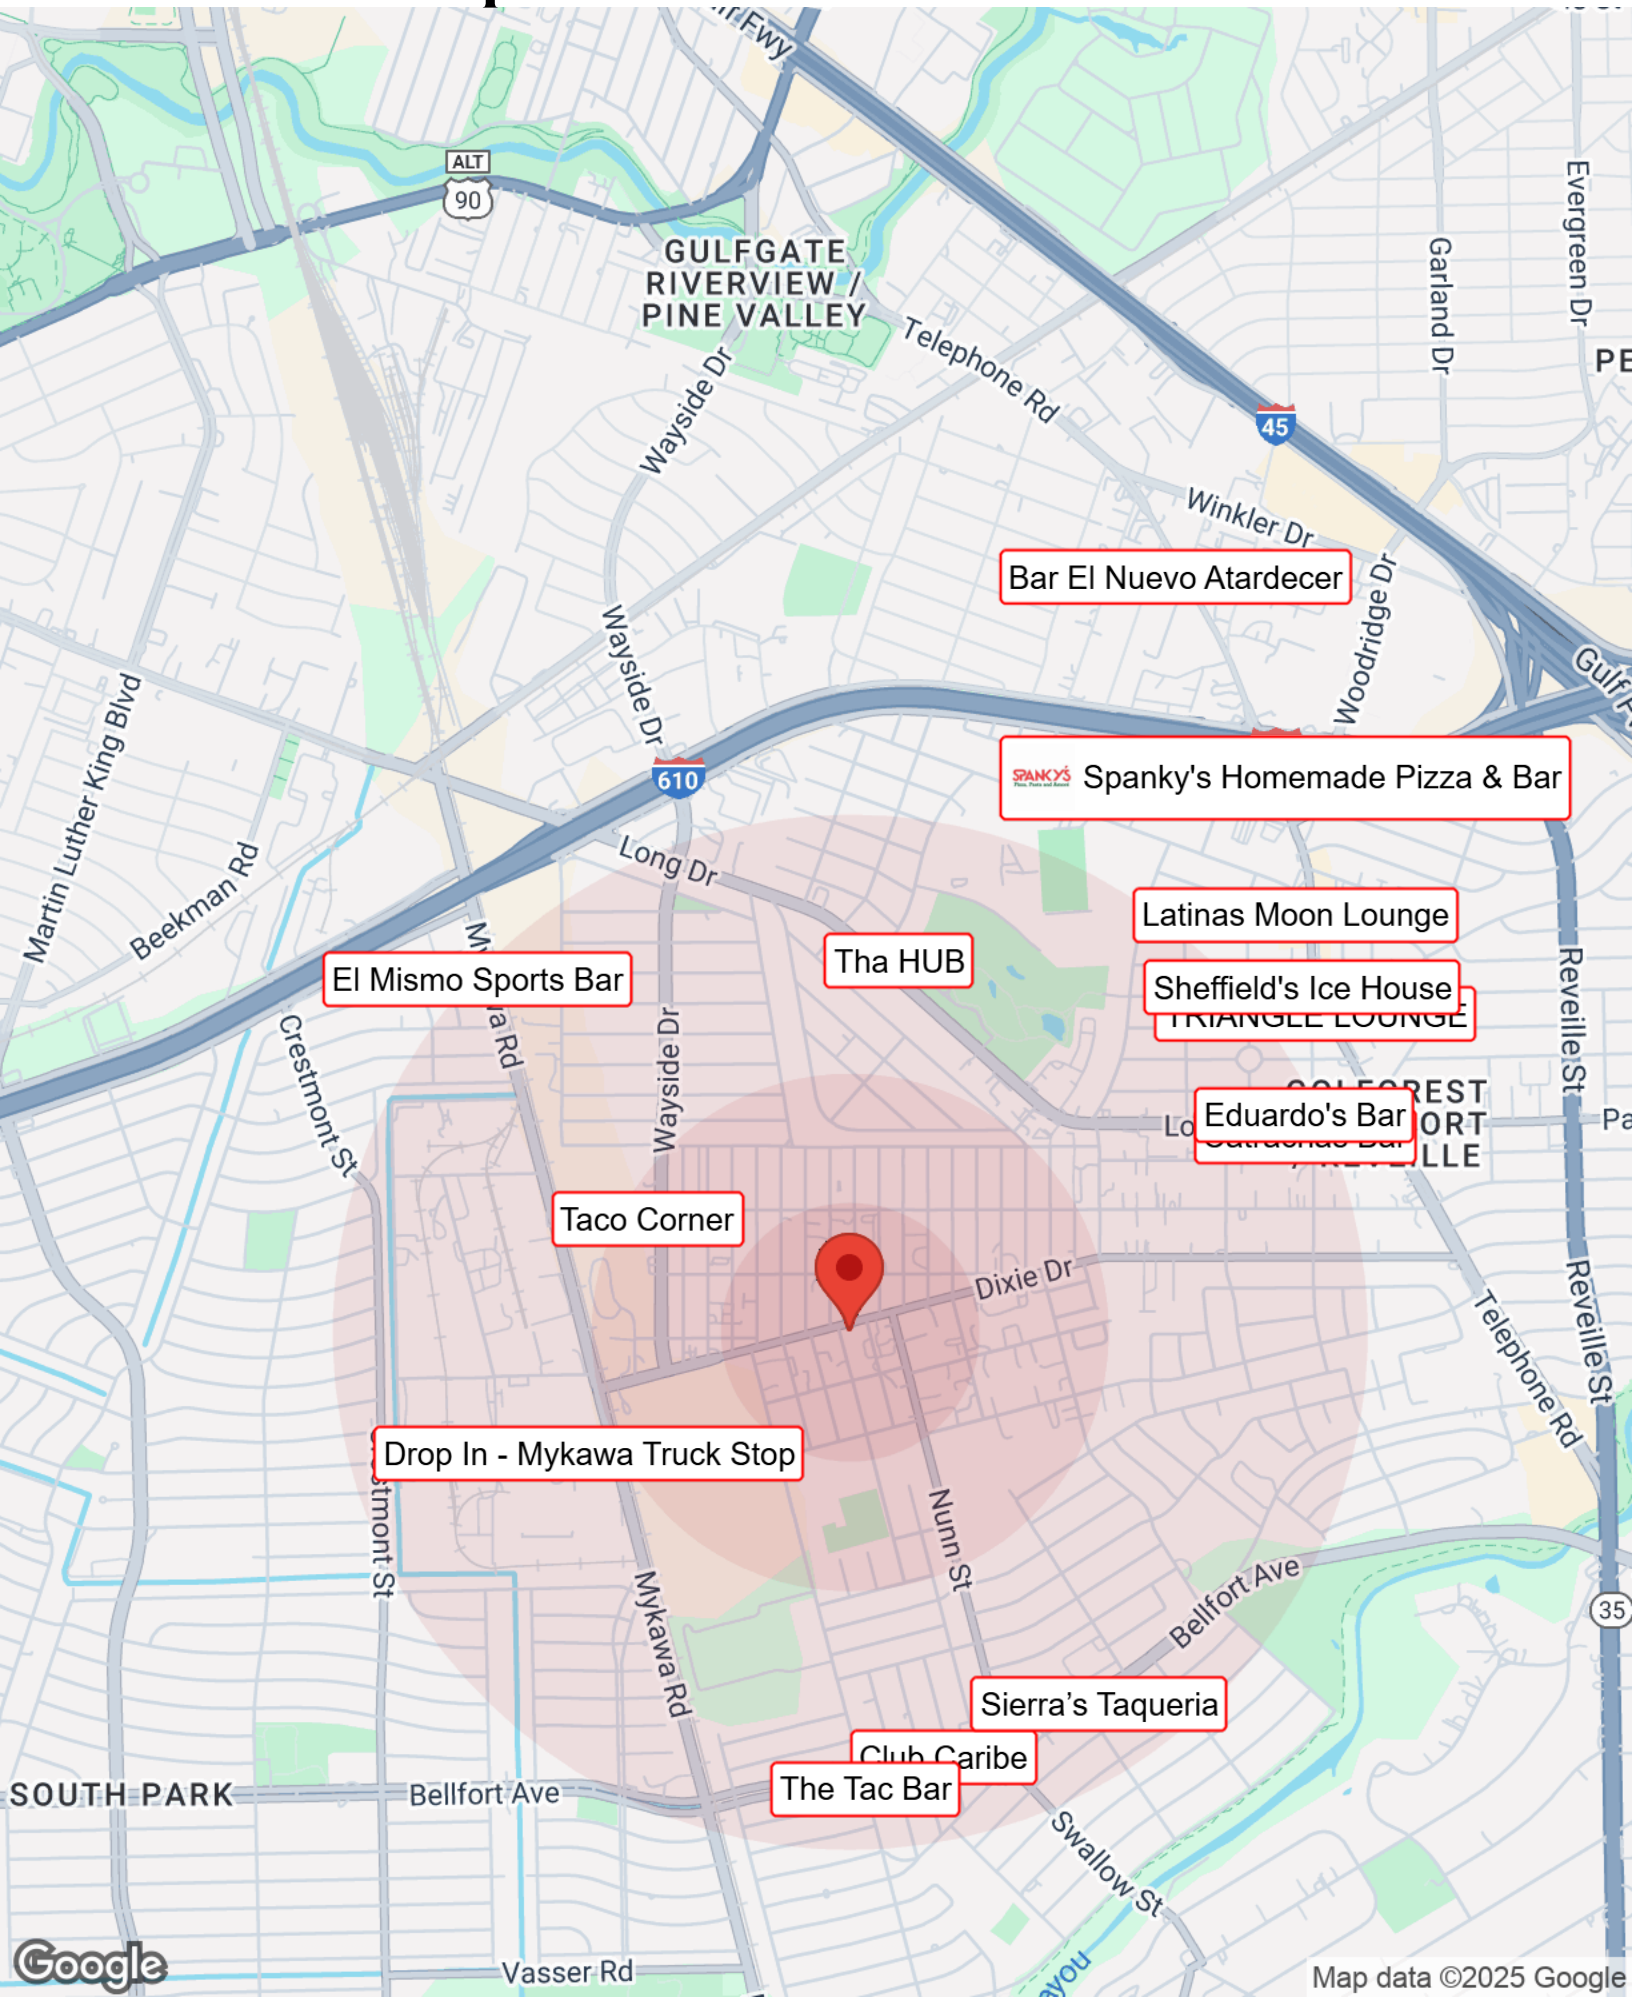 Fwy
ALT
90
GULFGATE
RIVERVIEW /
PINE VALLEY
Evergreen Dr
Garland Dr
Telephone Rd
Wayside Dr
45
Winkler Dr
Bar El Nuevo Atardecer
Woodridge Dr
Wayside Dr
Martin Luther King Blvd
SPANKY'S
Spanky's Homemade Pizza & Bar
610
Long Dr
Beekman Rd
Latinas Moon Lounge
Tha HUB
El Mismo Sports Bar
Sheffield's Ice House
TRIANGLE LOUNGE
Reveille St
Crestmont St
Wayside Dr
Eduardo's Bar
Taco Corner
Dixie Dr
Reveille St
Telephone Rd
Drop In - Mykawa Truck Stop
Nunn St
Mykawa Rd
Bellfort Ave
35
Sierra’s Taqueria
Club Caribe
The Tac Bar
SOUTH PARK
Bellfort Ave
Swallow St
Vasser Rd
Google
Map data ©2025 Google